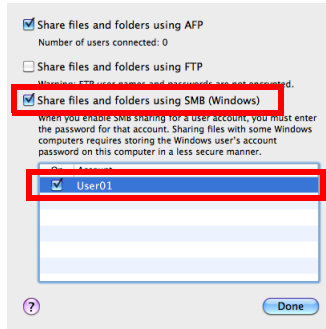 Share files and folders using AFP
Number of users connected: 0
Share files and folders using FTP
Warning: FTP user names and passwords are not encrypted.
Share files and folders using SMB (Windows)
When you enable SMB sharing for a user account, you must enter
the password for that account. Sharing files with some Windows
computers requires storing the Windows user's account
password on this computer in a less secure manner.
On Account
User01
?
Done